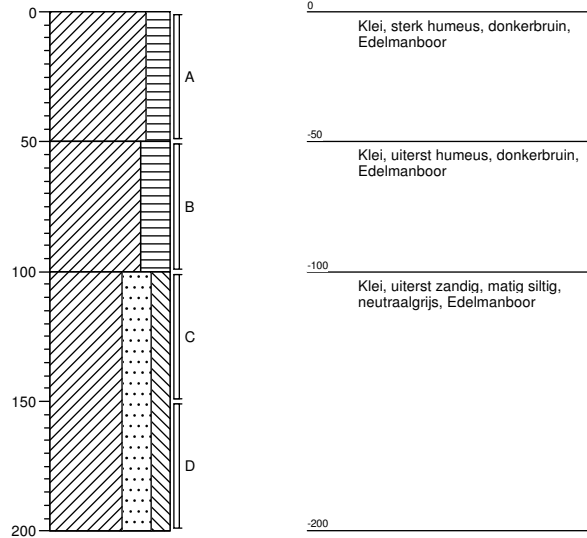 0
50
100
150
200
A
B
C
D
0
Klei, sterk humeus, donkerbruin,
Edelmanboor
-50
Klei, uiterst humeus, donkerbruin,
Edelmanboor
-100
Klei, uiterst zandig, matig siltig,
neutraalgrijs, Edelmanboor
-200